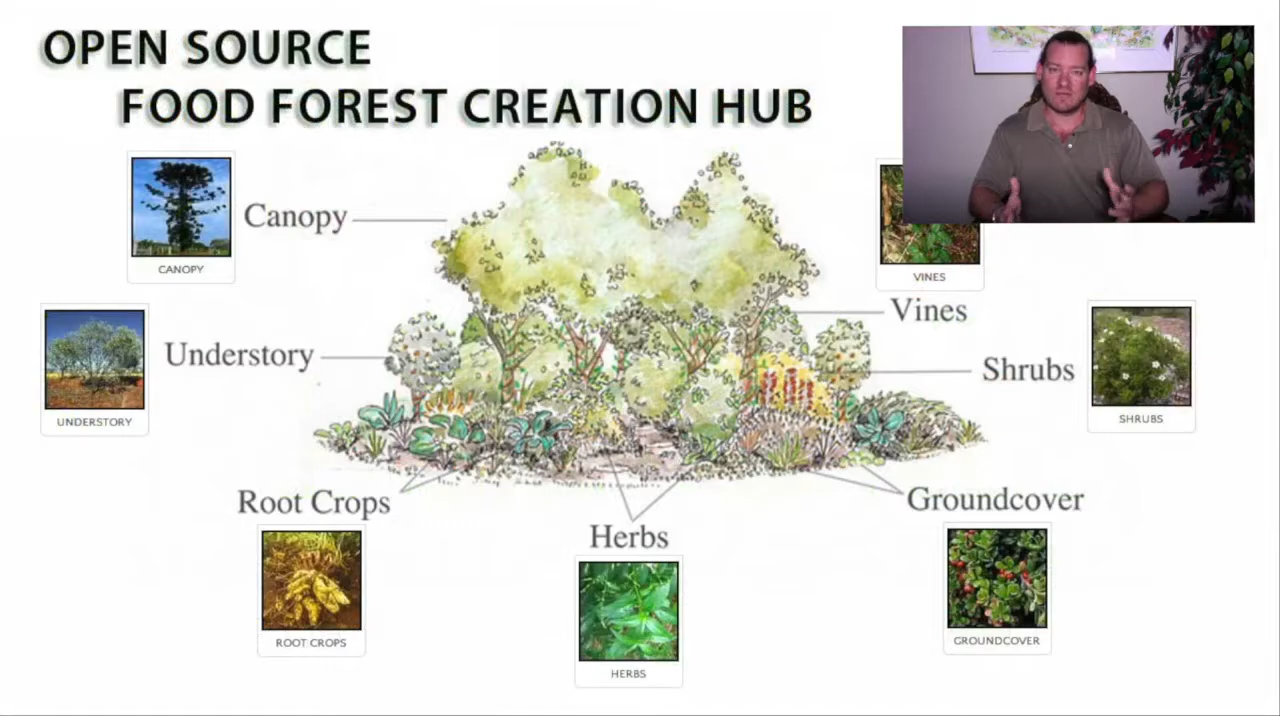 OPEN SOURCE
FOOD FOREST CREATION HUB
CANOPY
Canopy
VINES
Vines
UNDERSTORY
Understory
Shrubs
SHRUBS
Root Crops
ROOT CROPS
Herbs
HERBS
Groundcover
GROUNDCOVER